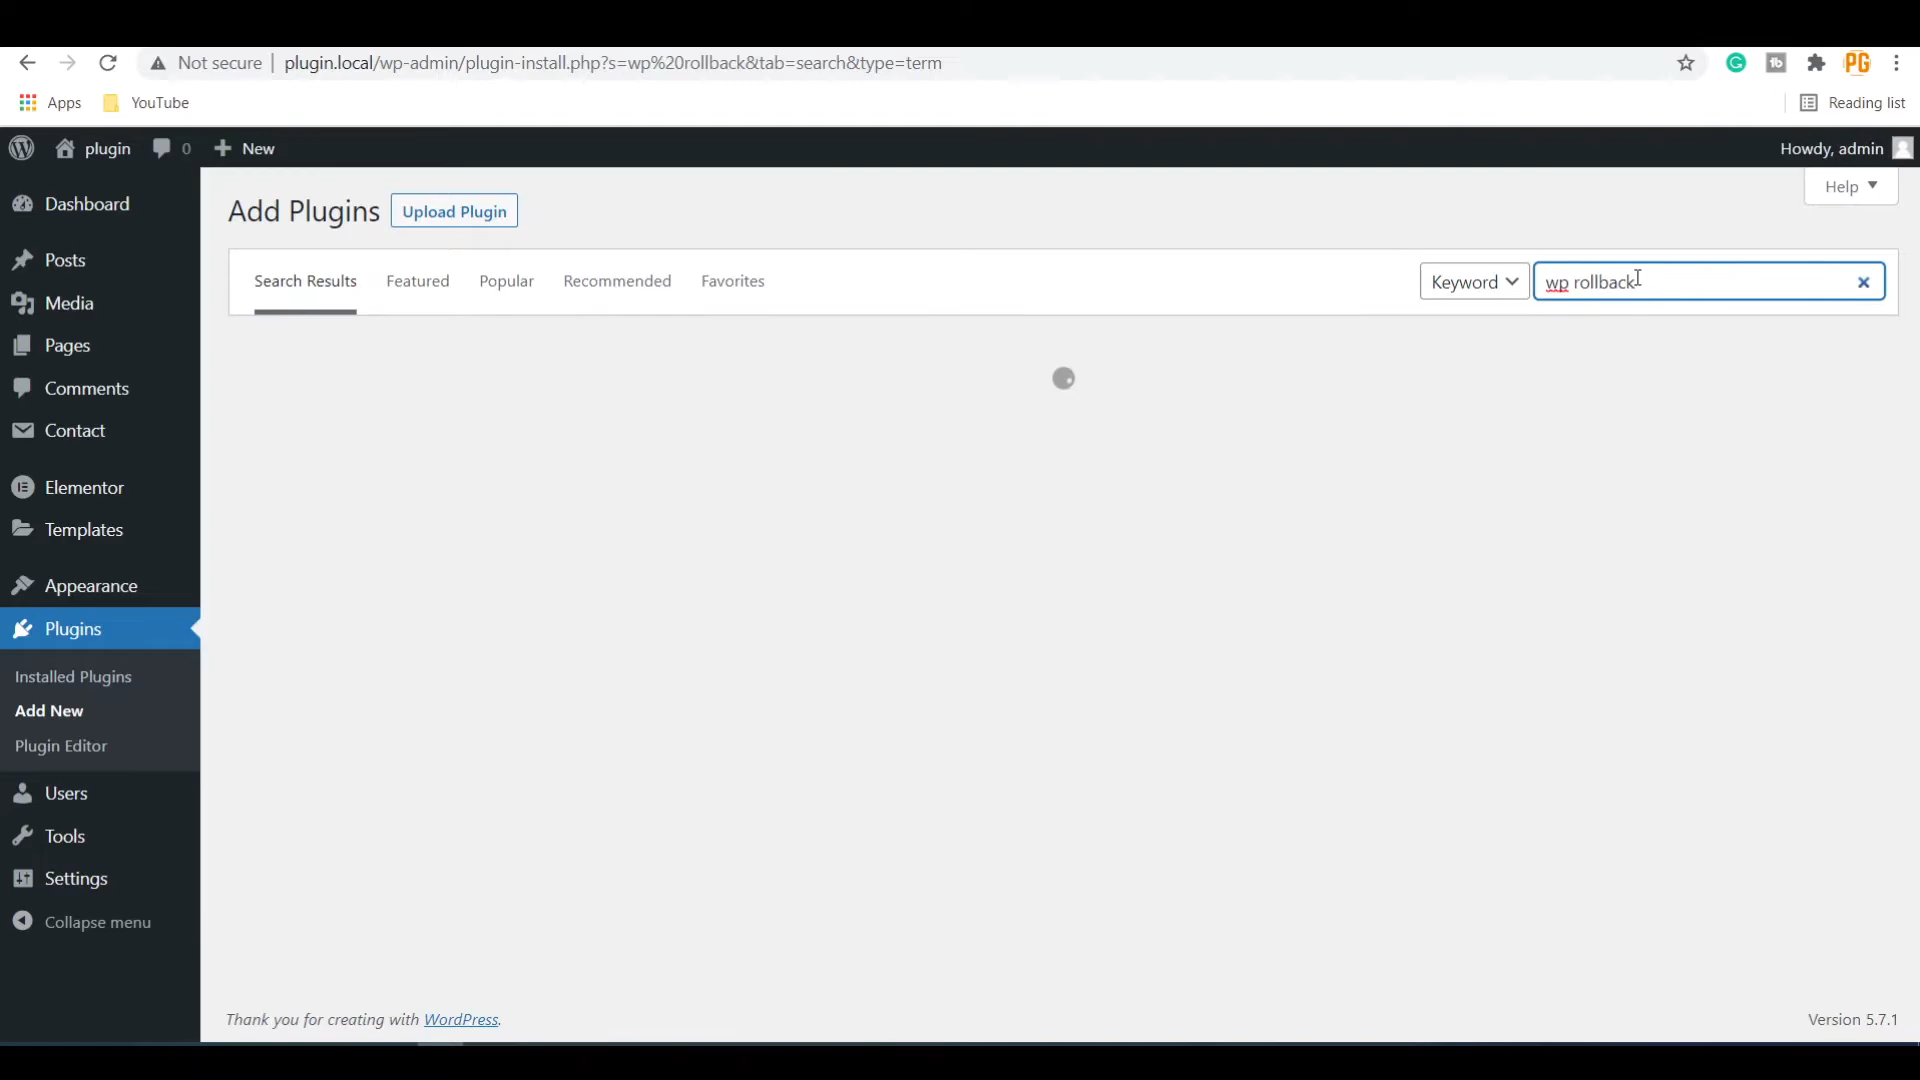 Not secure | plugin.local/wp-admin/plugin-install.php?s=wp%20rollback&tab=search&type=term
PG
Apps YouTube Reading list
plugin 0 New Howdy, admin
Help
Add Plugins Upload Plugin
Search Results Featured Popular Recommended Favorites Keyword wp rollback
Dashboard
Posts
Media
Pages
Comments
Contact
Elementor
Templates
Appearance
Plugins
Installed Plugins
Add New
Plugin Editor
Users
Tools
Settings
Collapse menu
Thank you for creating with WordPress. Version 5.7.1